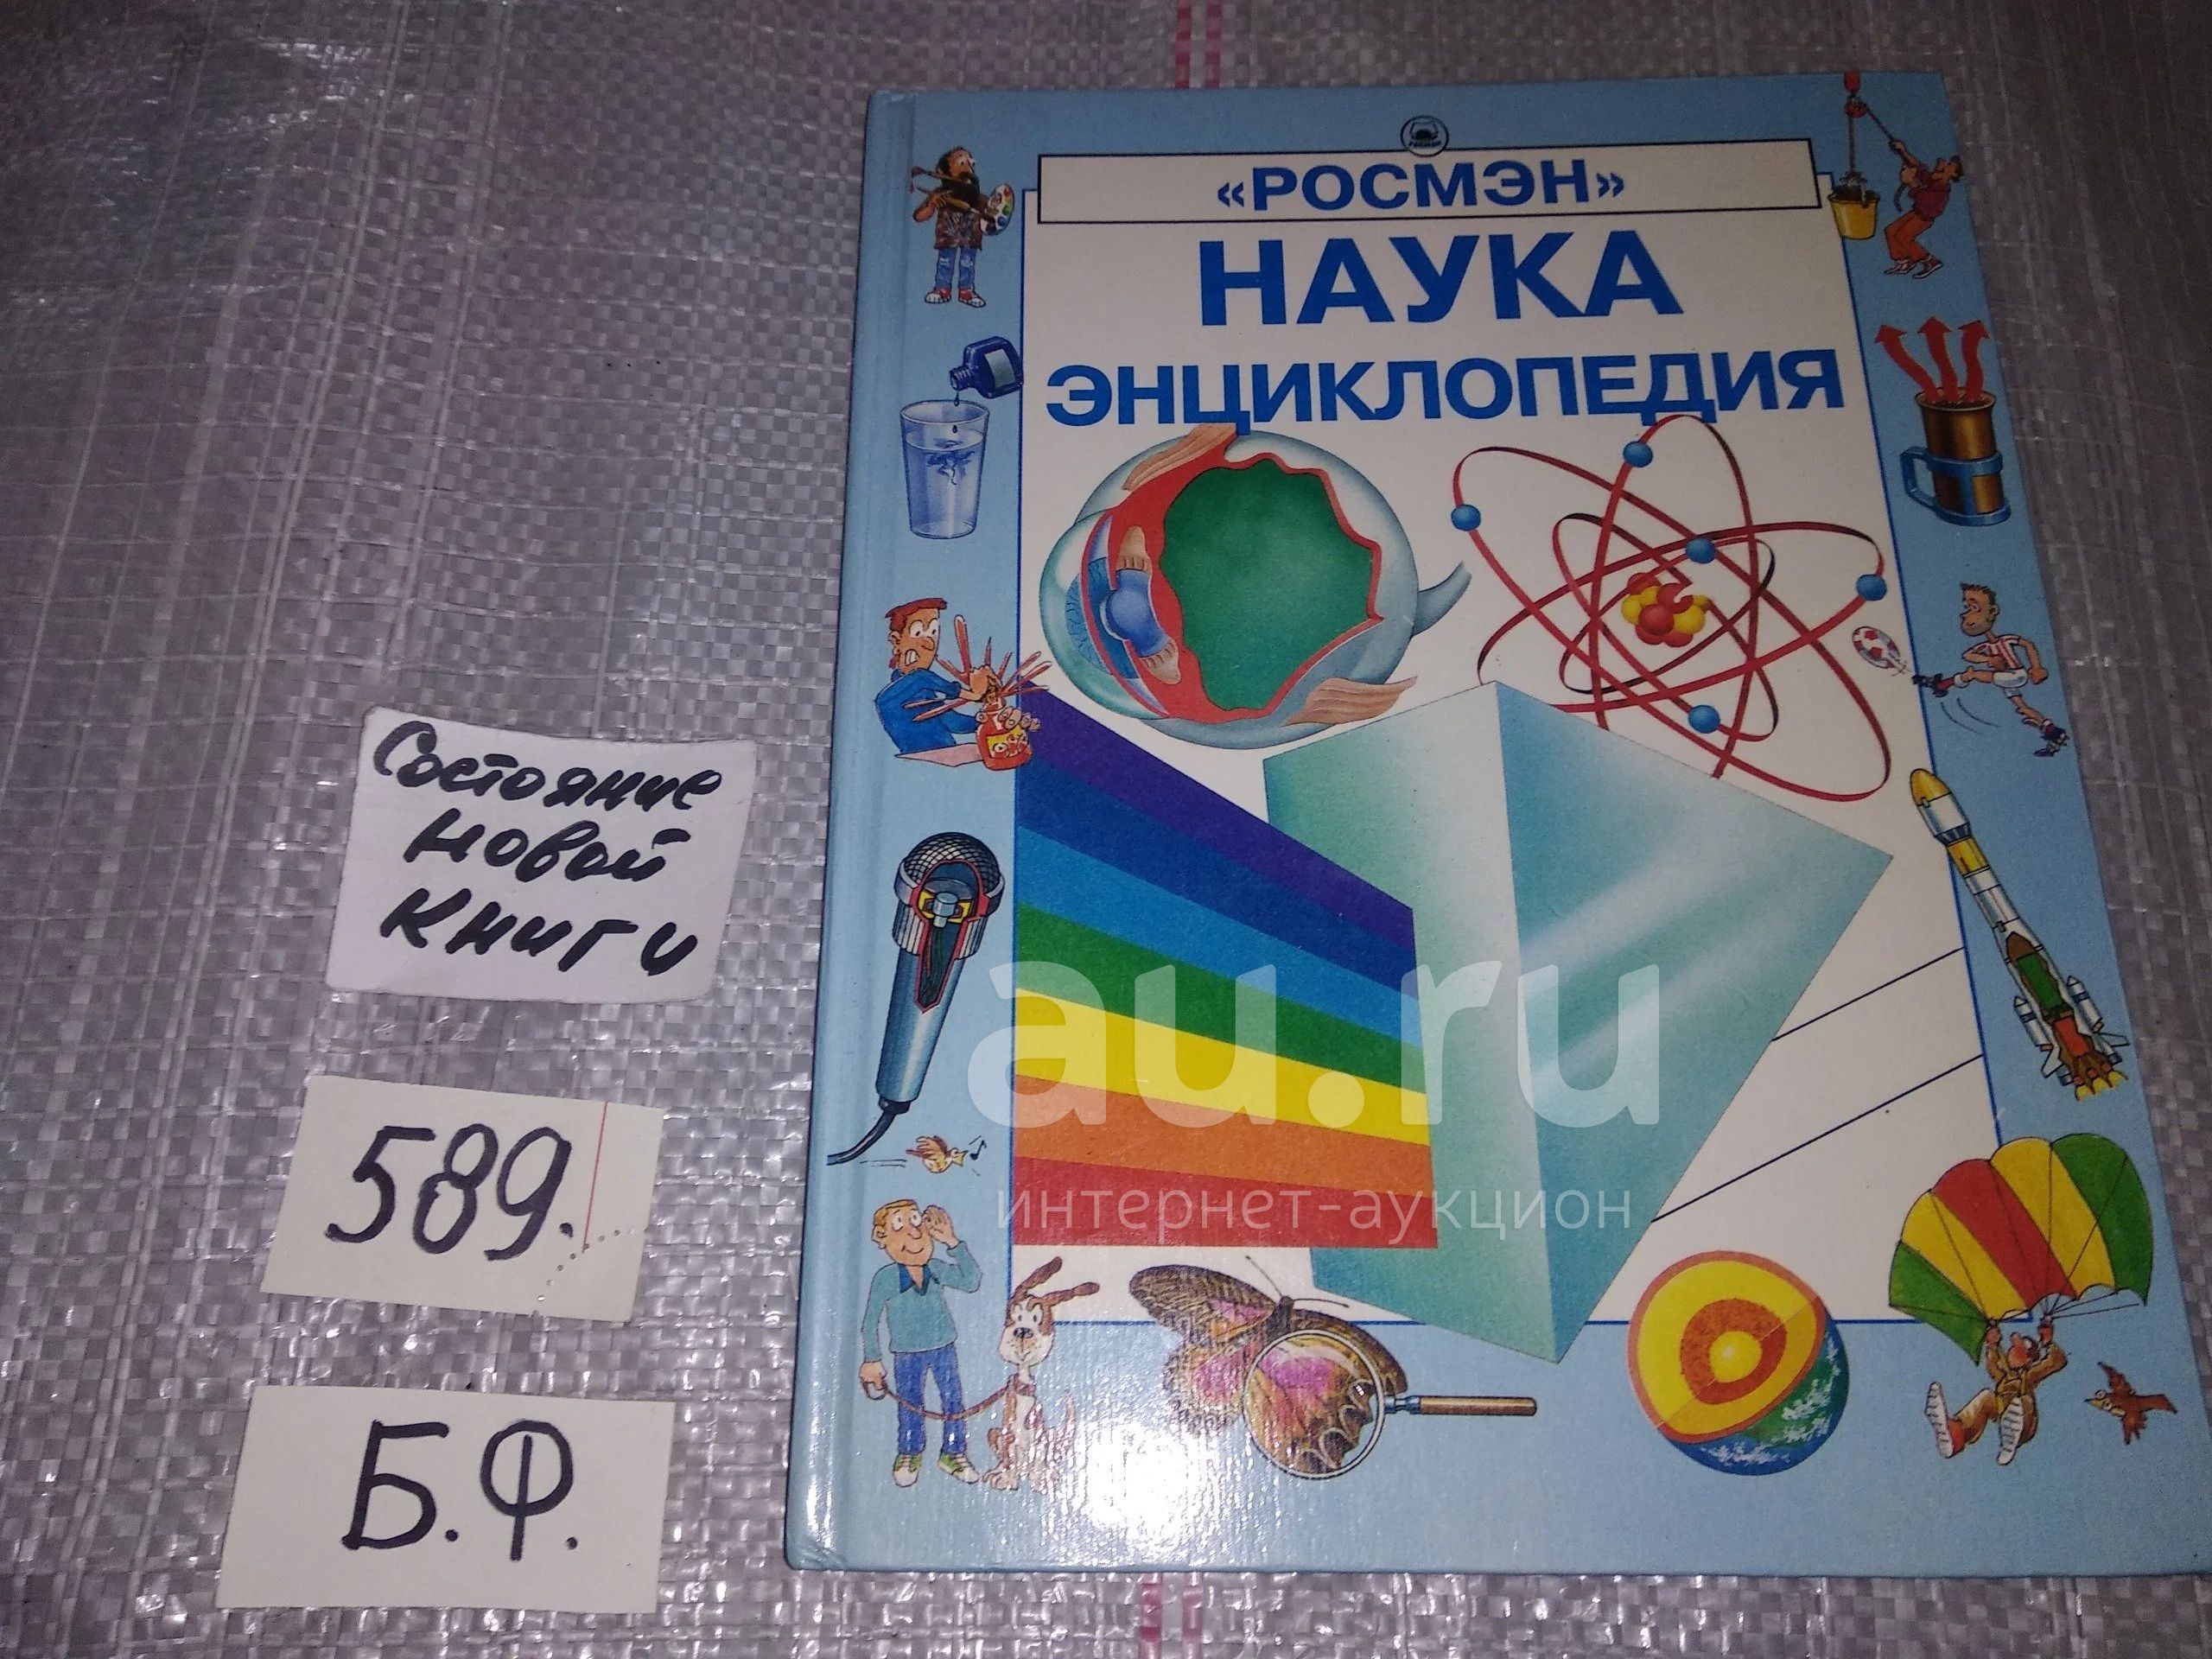 «РОСМЭН»
НАУКА
ЭНЦИКЛОПЕДИЯ
Состояние
новой
книги
589.
Б.Ф.
au.ru
интернет-аукцион